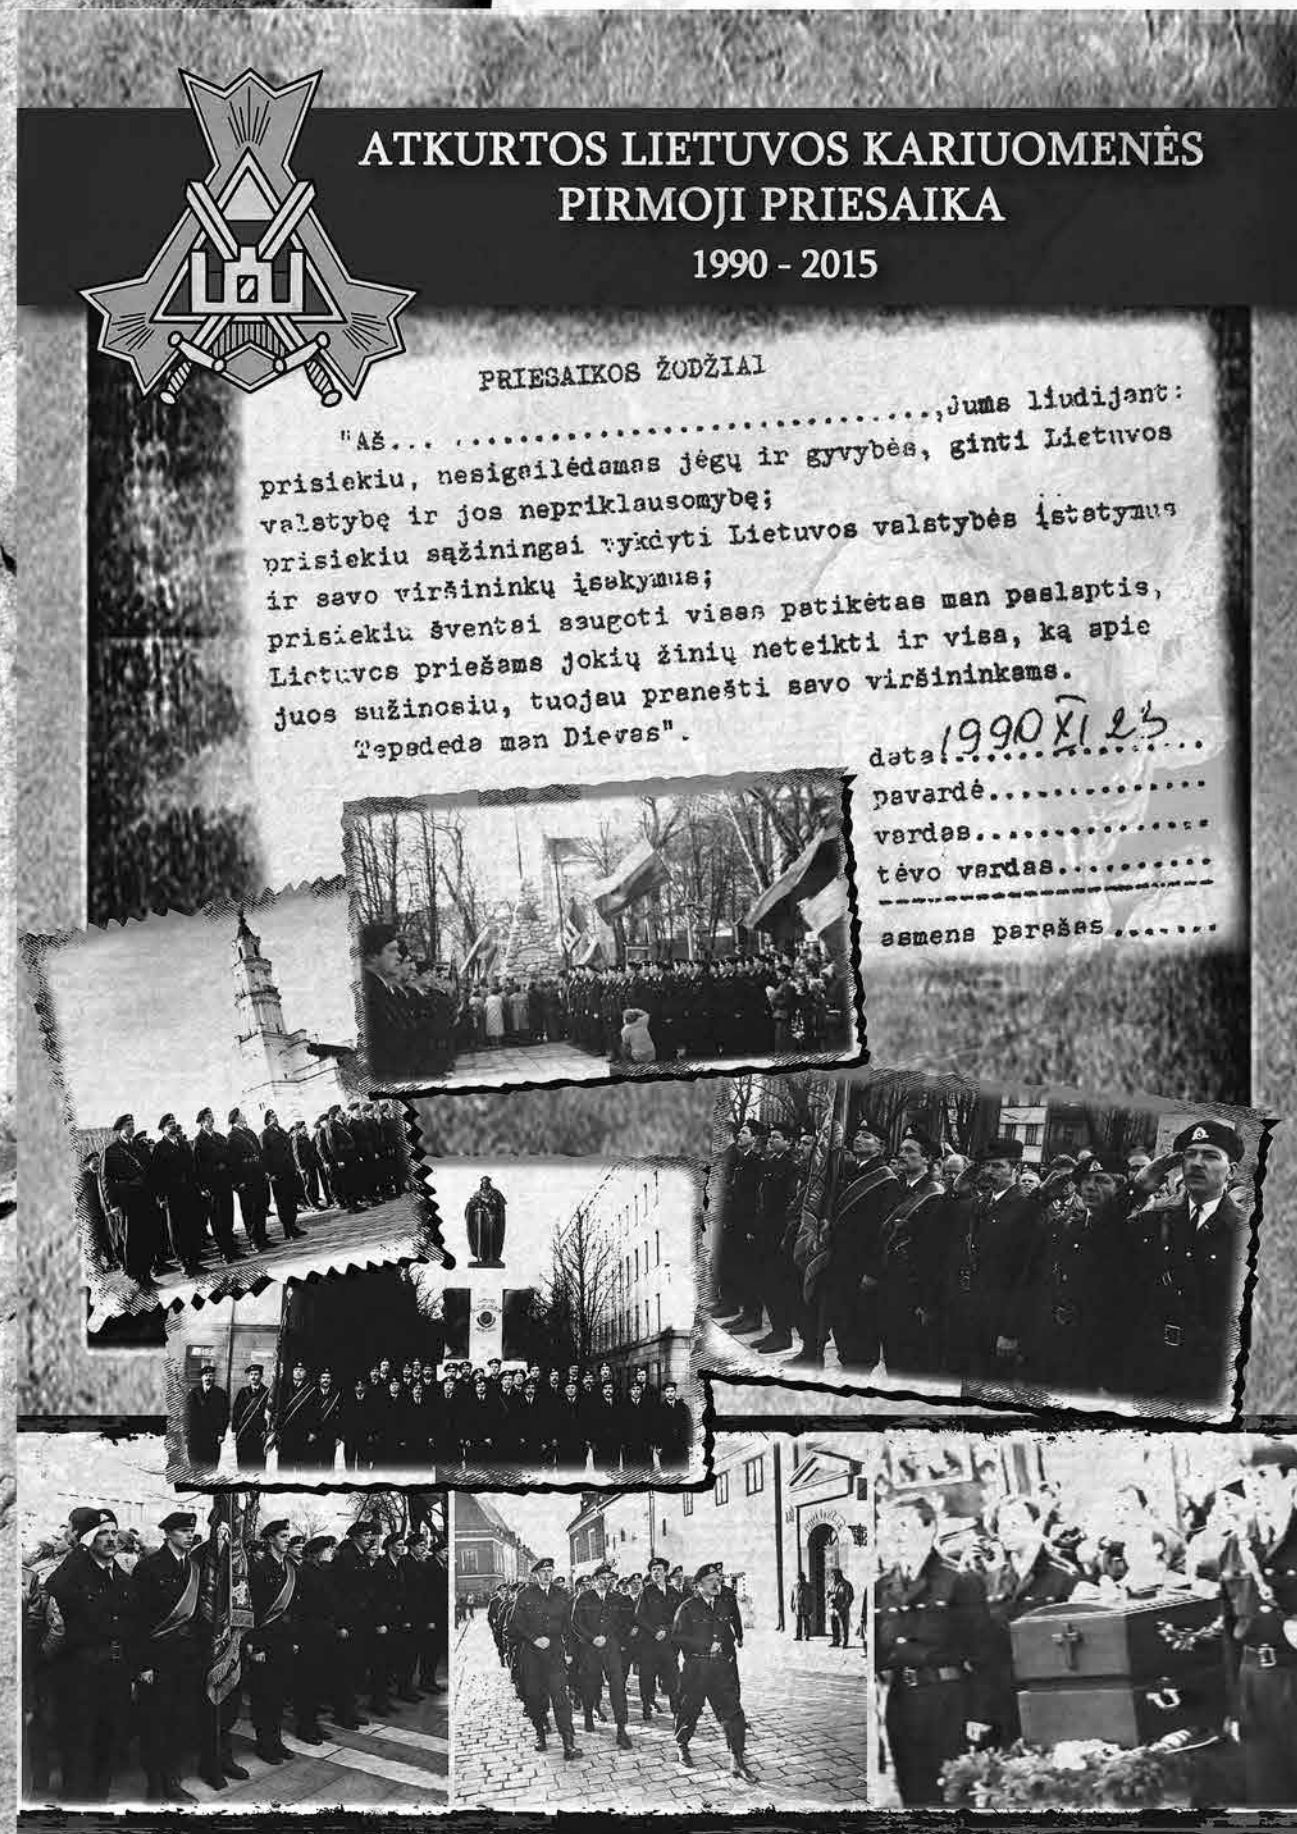 ATKURTOS LIETUVOS KARIUOMENĖS
PIRMOJI PRIESAIKA
1990 - 2015
PRIESAIKOS ŽODŽIAI
"Aš... ................................,Jums liudijant:
prisiekiu, nesigailėdamas jėgų ir gyvybės, ginti Lietuvos
valstybę ir jos nepriklausomybę;
prisiekiu sąžiningai vykdyti Lietuvos valstybės įstatymus
ir savo viršininkų įsakymus;
prisiekiu šventai saugoti visas patikėtas man paslaptis,
Lietuvos priešams jokių žinių neteikti ir visa, ką apie
juos sužinosiu, tuojau pranešti savo viršininkams.
Tepadeda man Dievas".
data 1990 XI 23
pavardė..............
vardas...............
tėvo vardas..........
asmens parašas.......